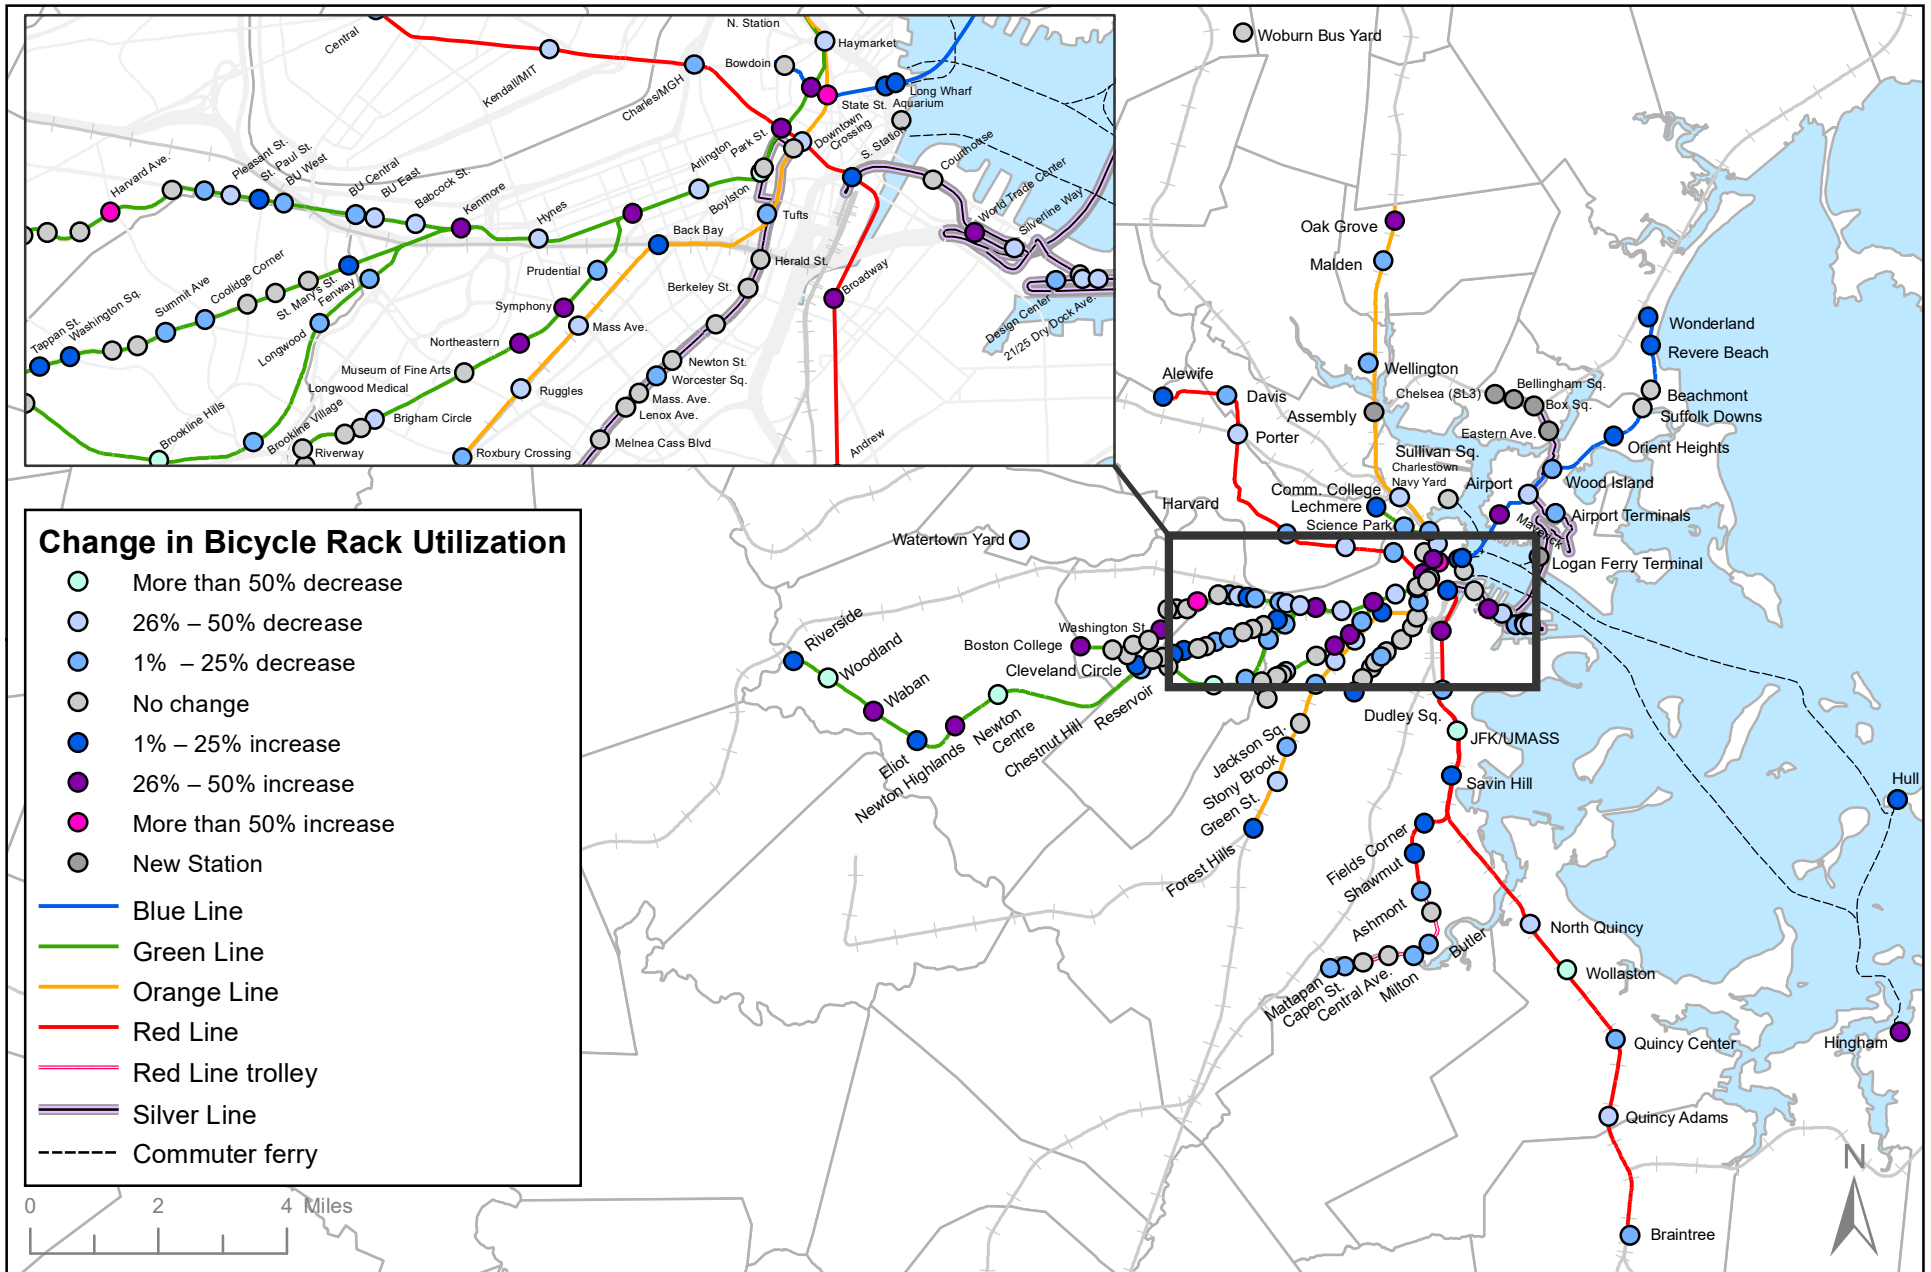 N. Station
Haymarket
Bowdoin
Central
Kendall/MIT
Charles/MGH
Long Wharf
Aquarium
State St.
Downtown
Crossing
S. Station
Park St.
Arlington
Boylston
Courthouse
World Trade Center
Silverline Way
Harvard Ave.
Pleasant St.
St. Paul St.
BU West
BU Central
BU East
Babcock St.
Kenmore
Hynes
Tufts
Back Bay
Herald St.
Berkeley St.
Broadway
Design Center
21/25 Dry Dock Ave.
Prudential
Symphony
Mass Ave.
Northeastern
Museum of Fine Arts
Longwood Medical
Ruggles
Brigham Circle
Roxbury Crossing
Newton St.
Worcester Sq.
Mass. Ave.
Lenox Ave.
Melnea Cass Blvd
Andrew
Tappan St.
Washington Sq.
Summit Ave
Coolidge Corner
St. Mary's St.
Fenway
Longwood
Brookline Hills
Brookline Village
Riverway
Woburn Bus Yard
Oak Grove
Malden
Wellington
Assembly
Sullivan Sq.
Charlestown
Navy Yard
Comm. College
Lechmere
Science Park
Alewife
Davis
Porter
Harvard
Watertown Yard
Chelsea (SL3)
Bellingham Sq.
Box Sq.
Eastern Ave.
Wonderland
Revere Beach
Beachmont
Suffolk Downs
Orient Heights
Wood Island
Airport
Airport Terminals
Maverick
Logan Ferry Terminal
Washington St.
Boston College
Cleveland Circle
Reservoir
Chestnut Hill
Newton
Centre
Newton Highlands
Eliot
Waban
Woodland
Riverside
Dudley Sq.
Jackson Sq.
Stony Brook
Green St.
Forest Hills
JFK/UMASS
Savin Hill
Fields Corner
Shawmut
Ashmont
Butler
Milton
Central Ave.
Capen St.
Mattapan
North Quincy
Wollaston
Quincy Center
Quincy Adams
Braintree
Hull
Hingham
Change in Bicycle Rack Utilization
More than 50% decrease
26% – 50% decrease
1% – 25% decrease
No change
1% – 25% increase
26% – 50% increase
More than 50% increase
New Station
Blue Line
Green Line
Orange Line
Red Line
Red Line trolley
Silver Line
Commuter ferry
0 2 4 Miles
N